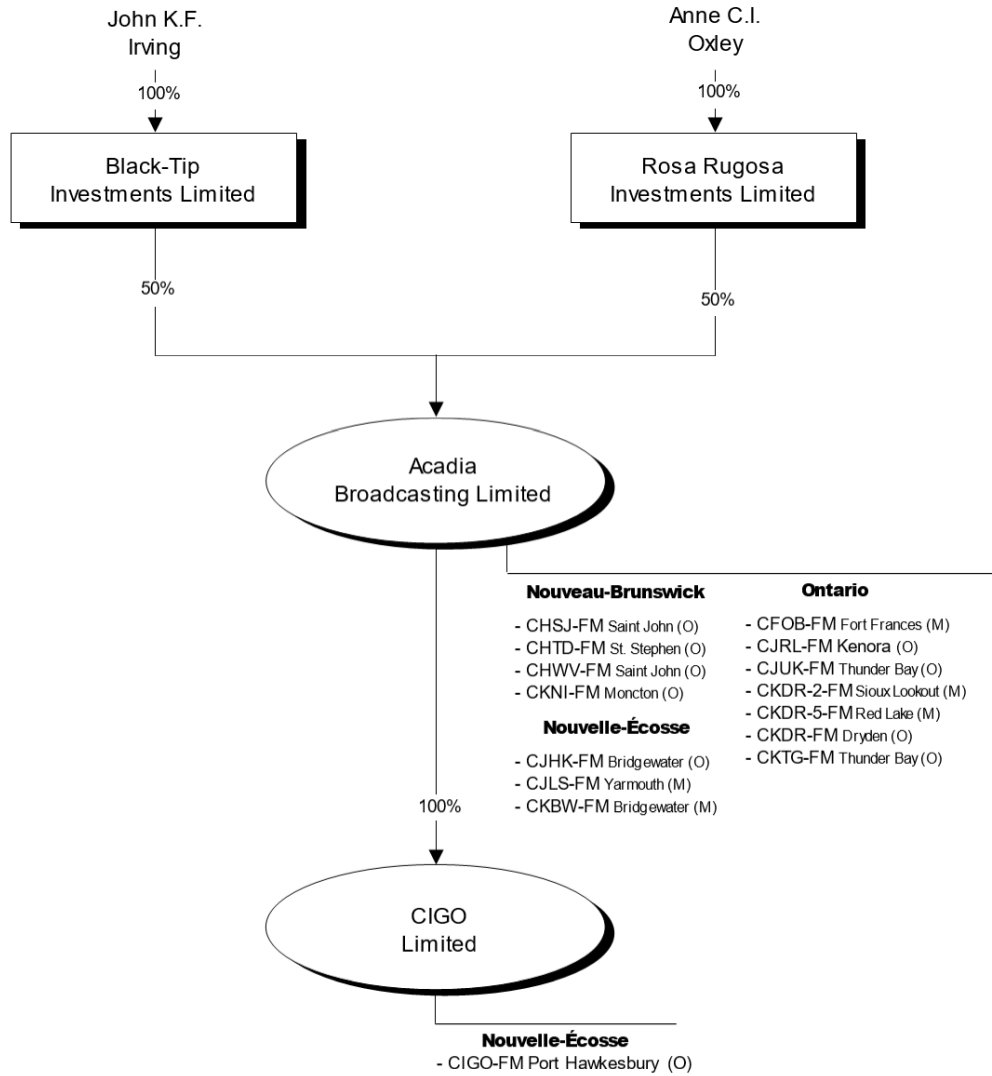 John K.F.
Irving
Anne C.I.
Oxley
100%
100%
Black-Tip
Investments Limited
Rosa Rugosa
Investments Limited
50%
50%
Acadia
Broadcasting Limited
Nouveau-Brunswick
- CHSJ-FM Saint John (O)
- CHTD-FM St. Stephen (O)
- CHWV-FM Saint John (O)
- CKNI-FM Moncton (O)
Nouvelle-Écosse
- CJHK-FM Bridgewater (O)
- CJLS-FM Yarmouth (M)
- CKBW-FM Bridgewater (M)
Ontario
- CFOB-FM Fort Frances (M)
- CJRL-FM Kenora (O)
- CJUK-FM Thunder Bay (O)
- CKDR-2-FM Sioux Lookout (M)
- CKDR-5-FM Red Lake (M)
- CKDR-FM Dryden (O)
- CKTG-FM Thunder Bay (O)
100%
CIGO
Limited
Nouvelle-Écosse
- CIGO-FM Port Hawkesbury (O)